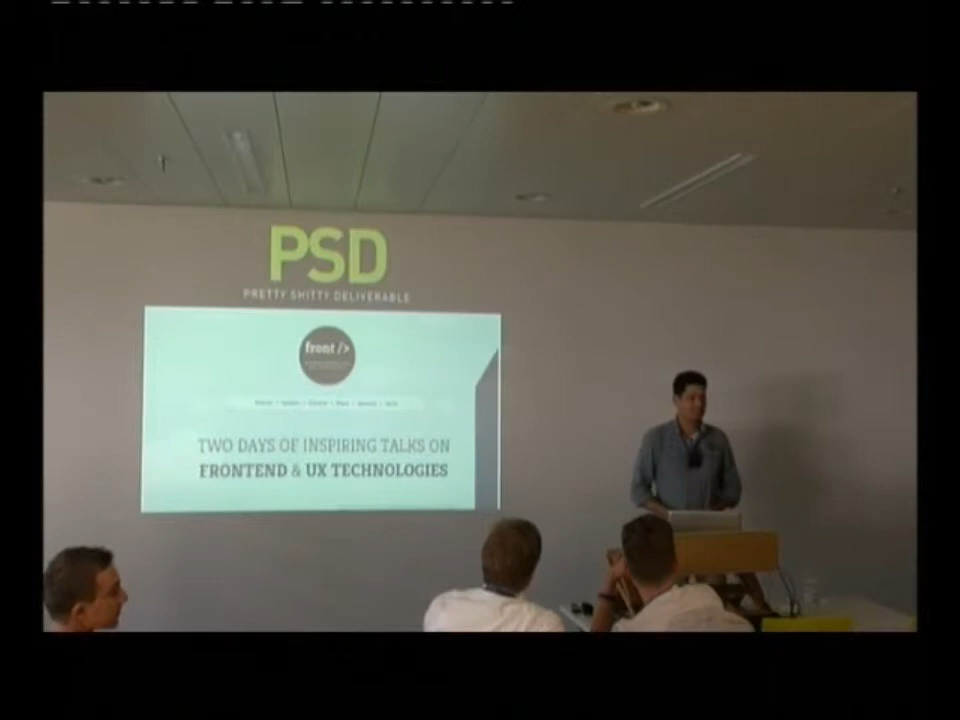 PSD
PRETTY SHITTY DELIVERABLE
front />
TWO DAYS OF INSPIRING TALKS ON
FRONTEND & UX TECHNOLOGIES